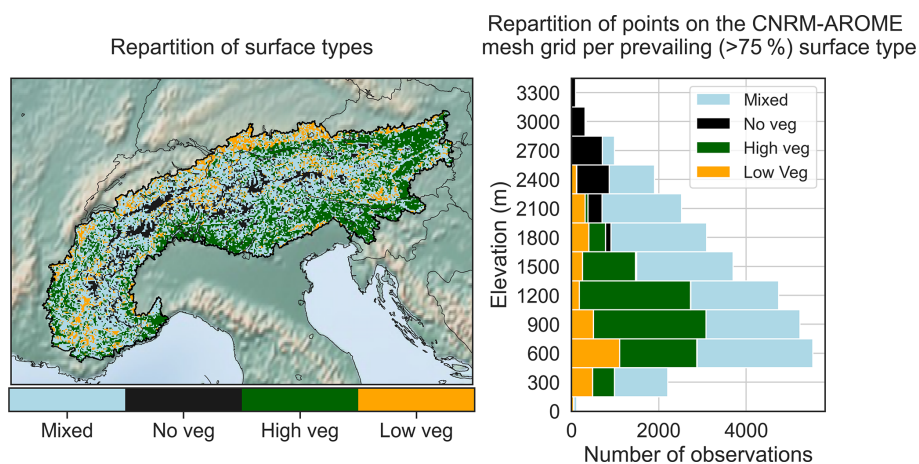 Repartition of surface types
Mixed
No veg
High veg
Low veg
Repartition of points on the CNRM-AROME
mesh grid per prevailing (>75 %) surface type
Elevation (m)
3300
3000
2700
2400
2100
1800
1500
1200
900
600
300
0
Mixed
No veg
High veg
Low Veg
0
2000
4000
Number of observations